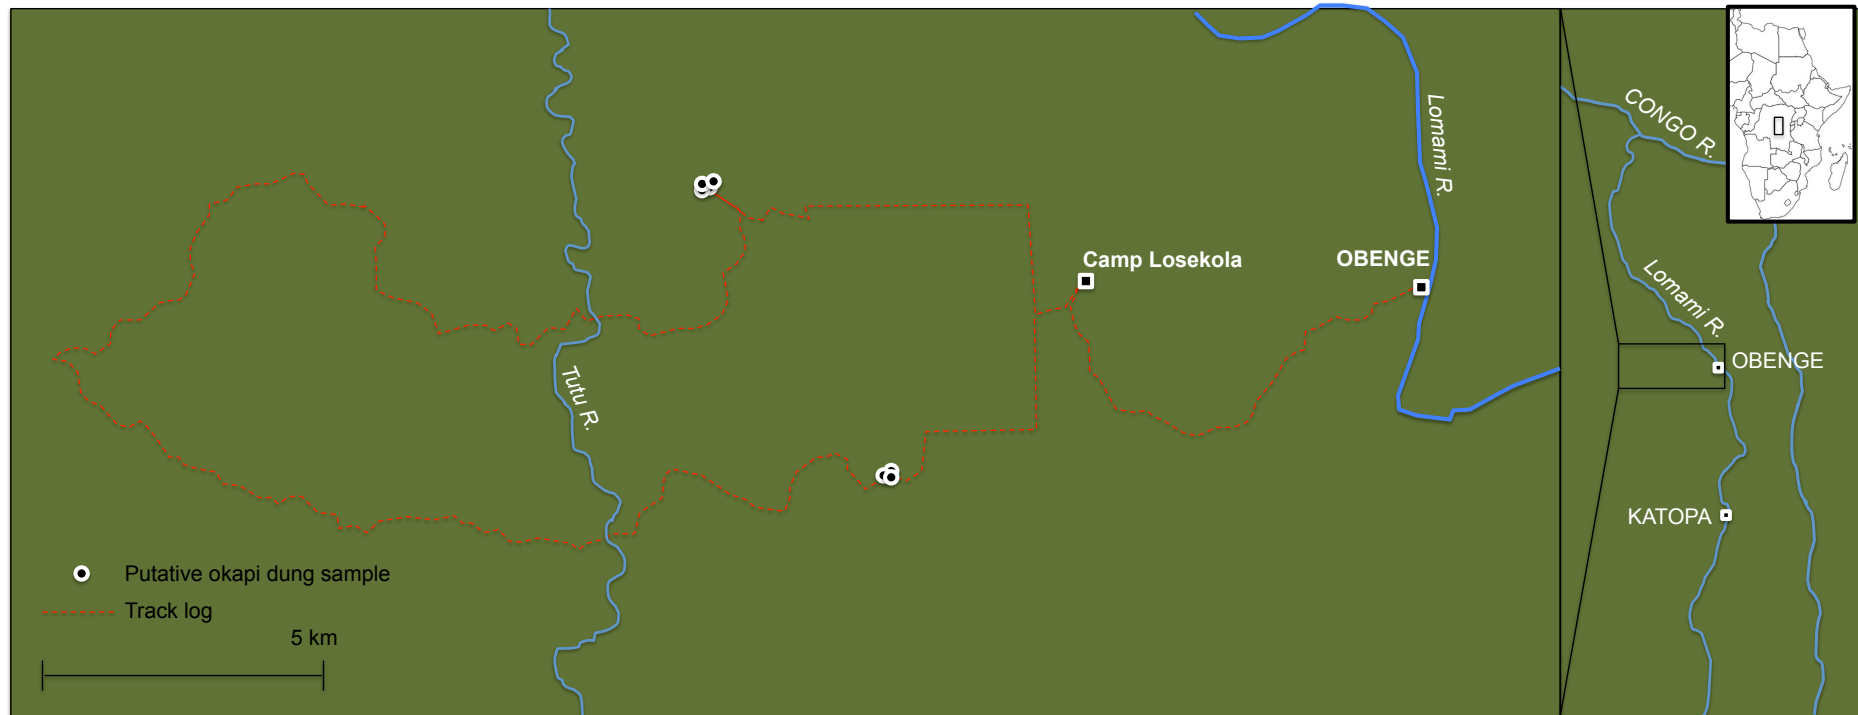 CONGO R.
Lomami R.
Camp Losekola
OBENGE
Lomami R.
OBENGE
Tutu R.
KATOPA
Putative okapi dung sample
Track log
5 km